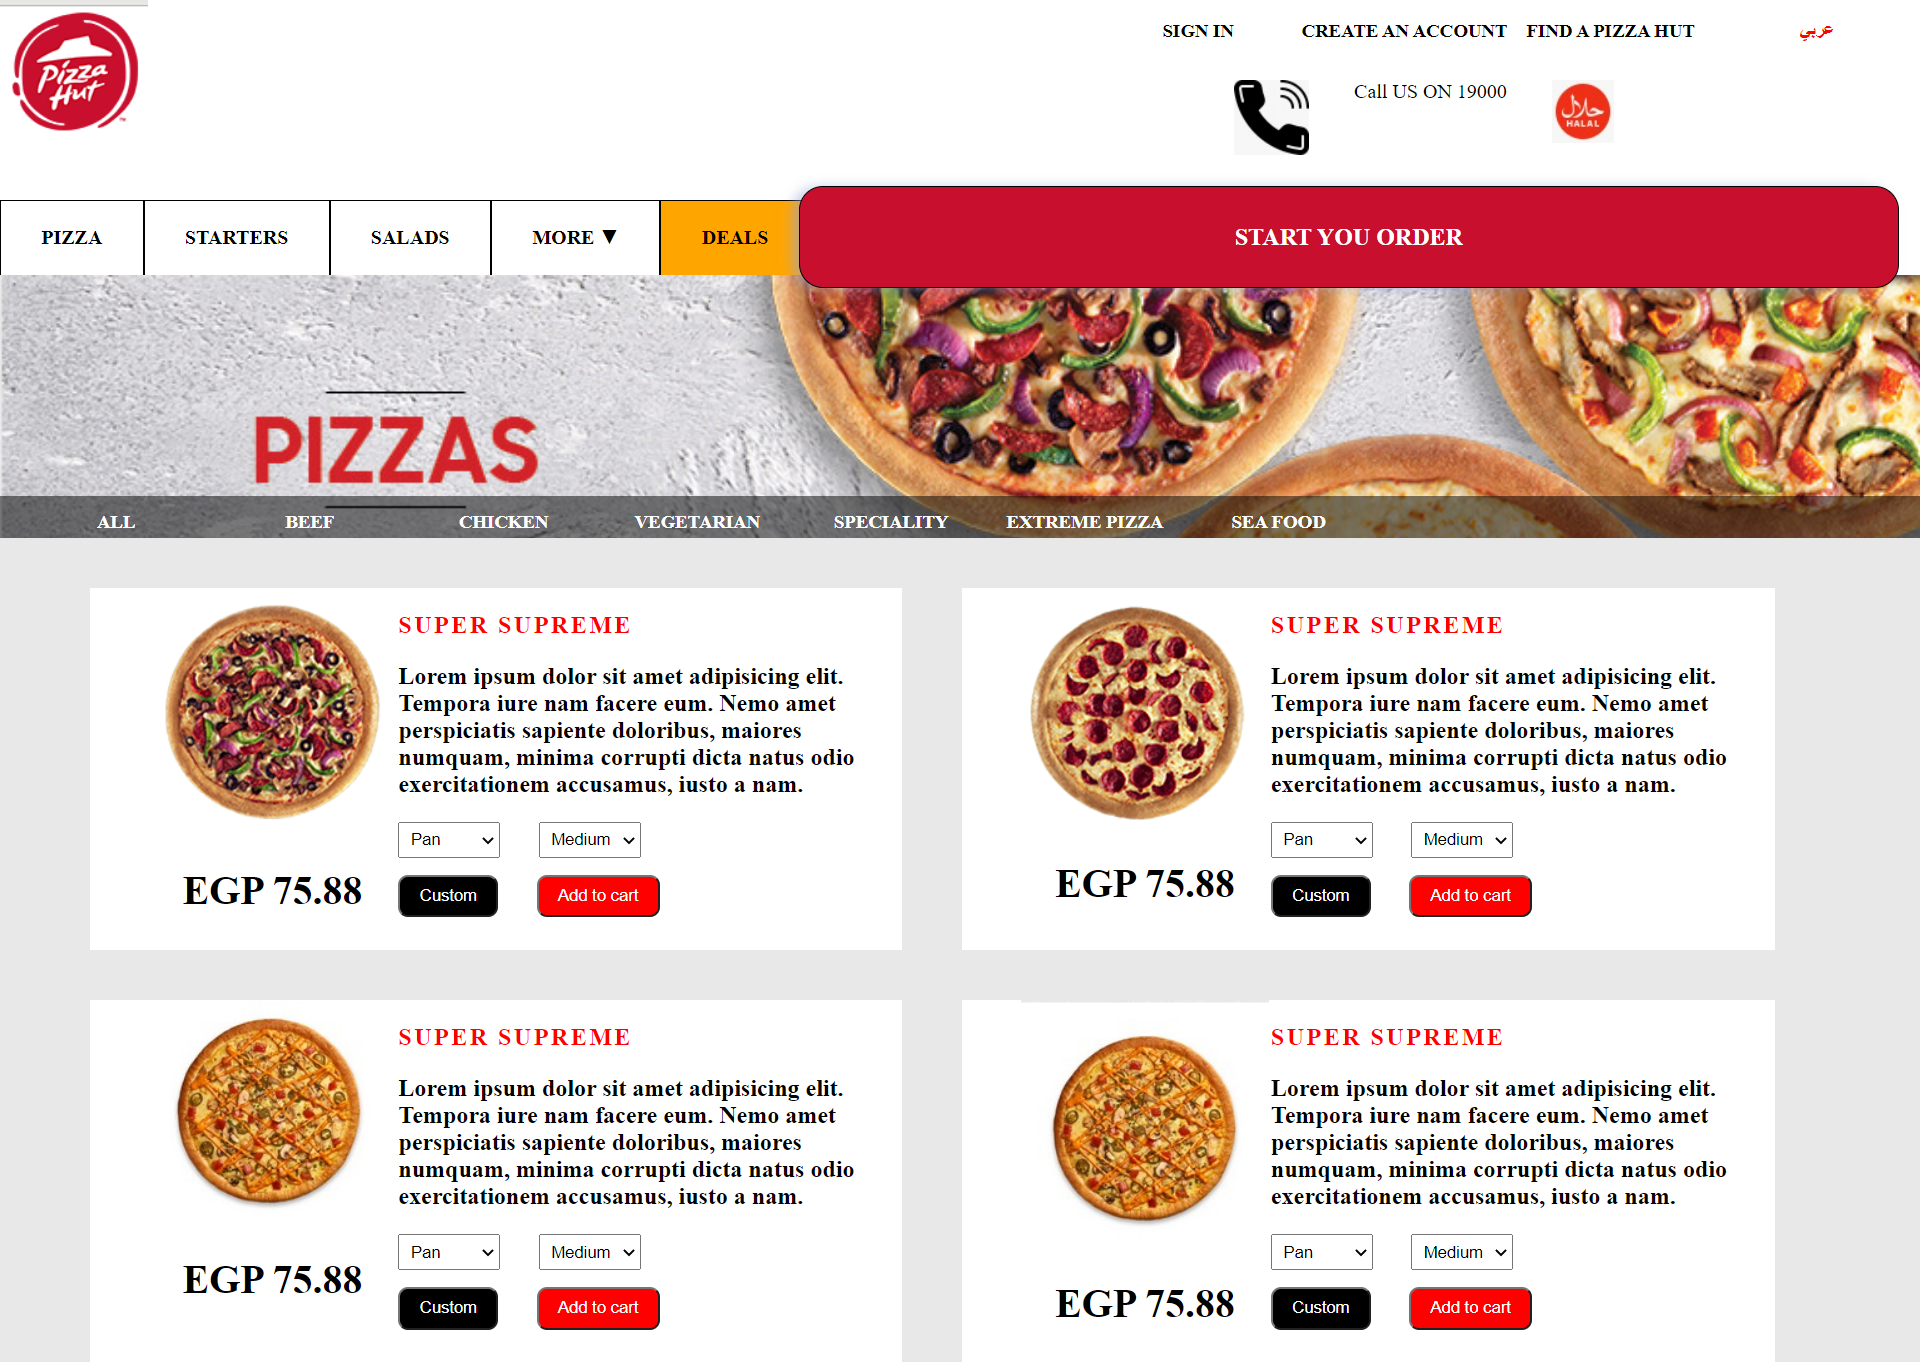 Pizza
Hut
SIGN IN
CREATE AN ACCOUNT
FIND A PIZZA HUT
عربي
Call US ON 19000
حلال
HALAL
PIZZA
STARTERS
SALADS
MORE ▼
DEALS
START YOU ORDER
PIZZAS
ALL
BEEF
CHICKEN
VEGETARIAN
SPECIALITY
EXTREME PIZZA
SEA FOOD
SUPER SUPREME
Lorem ipsum dolor sit amet adipisicing elit.
Tempora iure nam facere eum. Nemo amet
perspiciatis sapiente doloribus, maiores
numquam, minima corrupti dicta natus odio
exercitationem accusamus, iusto a nam.
Pan
Medium
EGP 75.88
Custom
Add to cart
SUPER SUPREME
Lorem ipsum dolor sit amet adipisicing elit.
Tempora iure nam facere eum. Nemo amet
perspiciatis sapiente doloribus, maiores
numquam, minima corrupti dicta natus odio
exercitationem accusamus, iusto a nam.
Pan
Medium
EGP 75.88
Custom
Add to cart
SUPER SUPREME
Lorem ipsum dolor sit amet adipisicing elit.
Tempora iure nam facere eum. Nemo amet
perspiciatis sapiente doloribus, maiores
numquam, minima corrupti dicta natus odio
exercitationem accusamus, iusto a nam.
Pan
Medium
EGP 75.88
Custom
Add to cart
SUPER SUPREME
Lorem ipsum dolor sit amet adipisicing elit.
Tempora iure nam facere eum. Nemo amet
perspiciatis sapiente doloribus, maiores
numquam, minima corrupti dicta natus odio
exercitationem accusamus, iusto a nam.
Pan
Medium
EGP 75.88
Custom
Add to cart